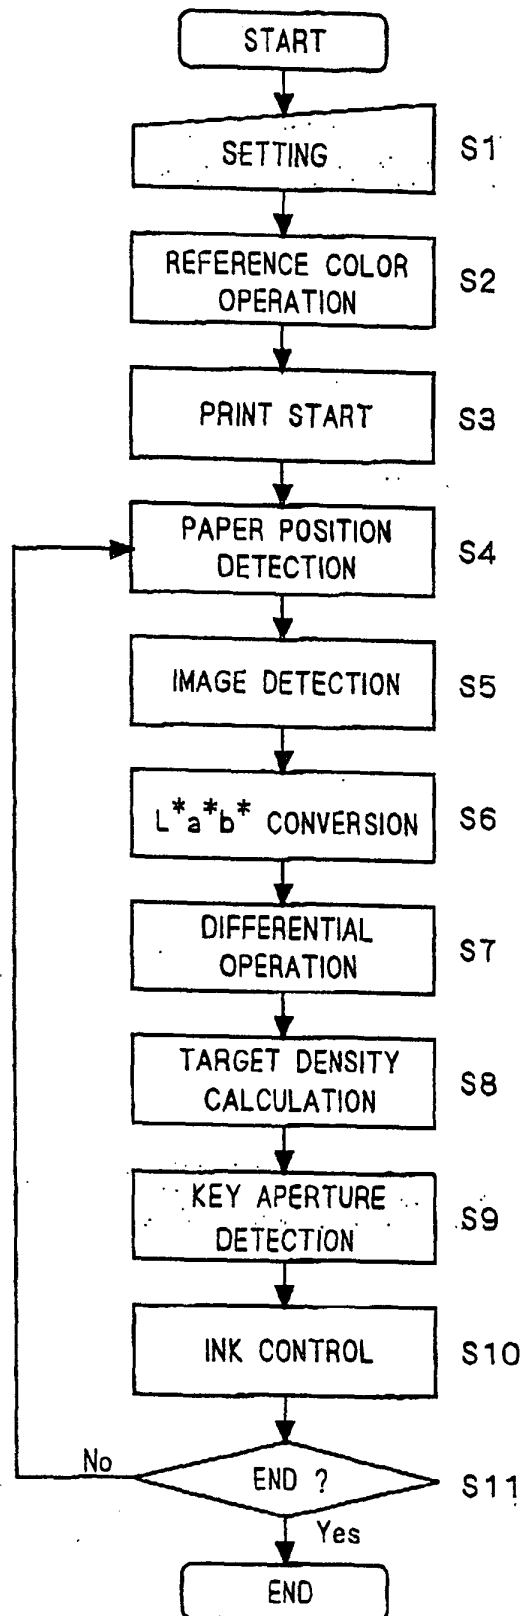 START
SETTING
S1
REFERENCE COLOR
OPERATION
S2
PRINT START
S3
PAPER POSITION
DETECTION
S4
IMAGE DETECTION
S5
L*a*b* CONVERSION
S6
DIFFERENTIAL
OPERATION
S7
TARGET DENSITY
CALCULATION
S8
KEY APERTURE
DETECTION
S9
INK CONTROL
S10
No
END ?
S11
Yes
END